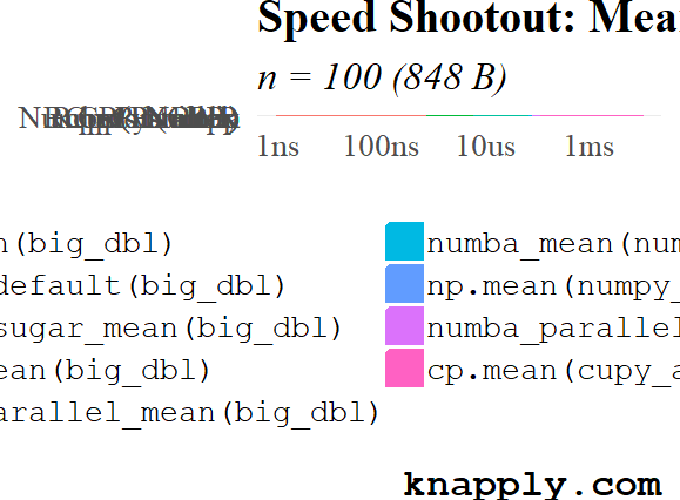 Speed Shootout: Mea
n = 100 (848 B)
1ns 100ns 10us 1ms
n(big_dbl) numba_mean(num
default(big_dbl) np.mean(numpy_
sugar_mean(big_dbl) numba_parallel
ean(big_dbl) cp.mean(cupy_a
arallel_mean(big_dbl)
knapply.com